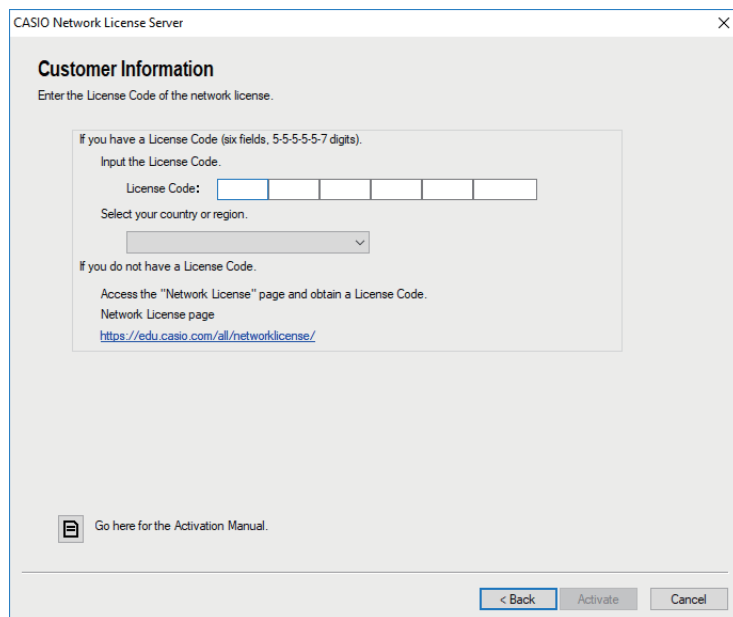 CASIO Network License Server
Customer Information
Enter the License Code of the network license.
If you have a License Code (six fields, 5-5-5-5-5-7 digits).
Input the License Code.
License Code:
Select your country or region.
If you do not have a License Code.
Access the "Network License" page and obtain a License Code.
Network License page
https://edu.casio.com/all/networklicense/
Go here for the Activation Manual.
< Back Activate Cancel